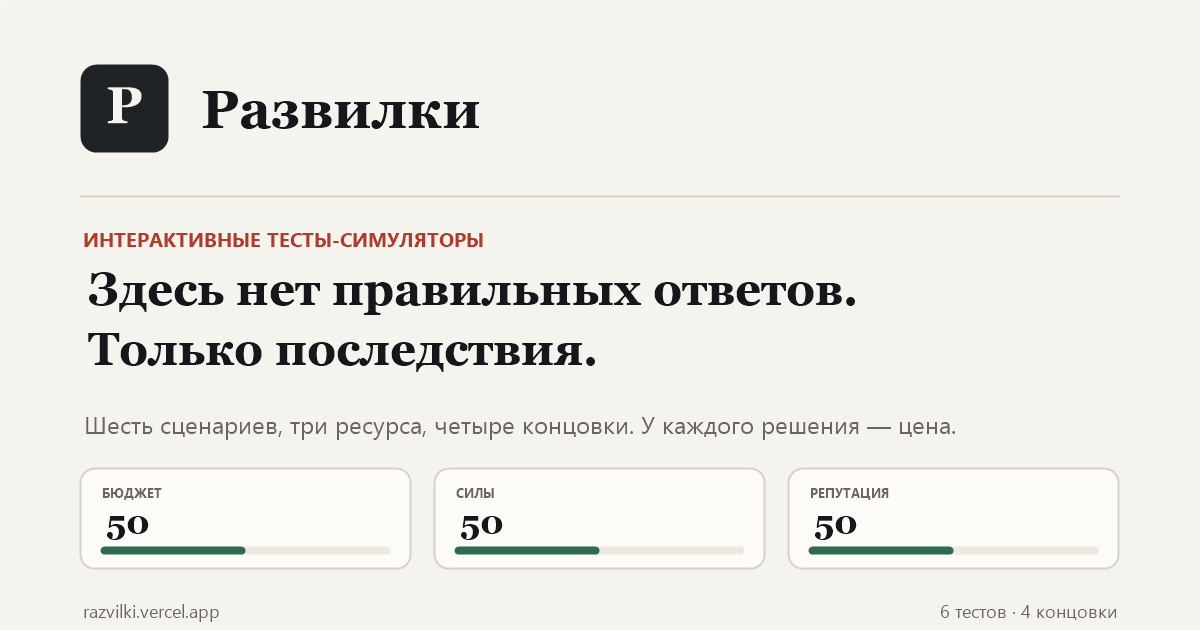 Р
Развилки
ИНТЕРАКТИВНЫЕ ТЕСТЫ-СИМУЛЯТОРЫ
Здесь нет правильных ответов.
Только последствия.
Шесть сценариев, три ресурса, четыре концовки. У каждого решения — цена.
БЮДЖЕТ
50
СИЛЫ
50
РЕПУТАЦИЯ
50
razvilki.vercel.app
6 тестов · 4 концовки